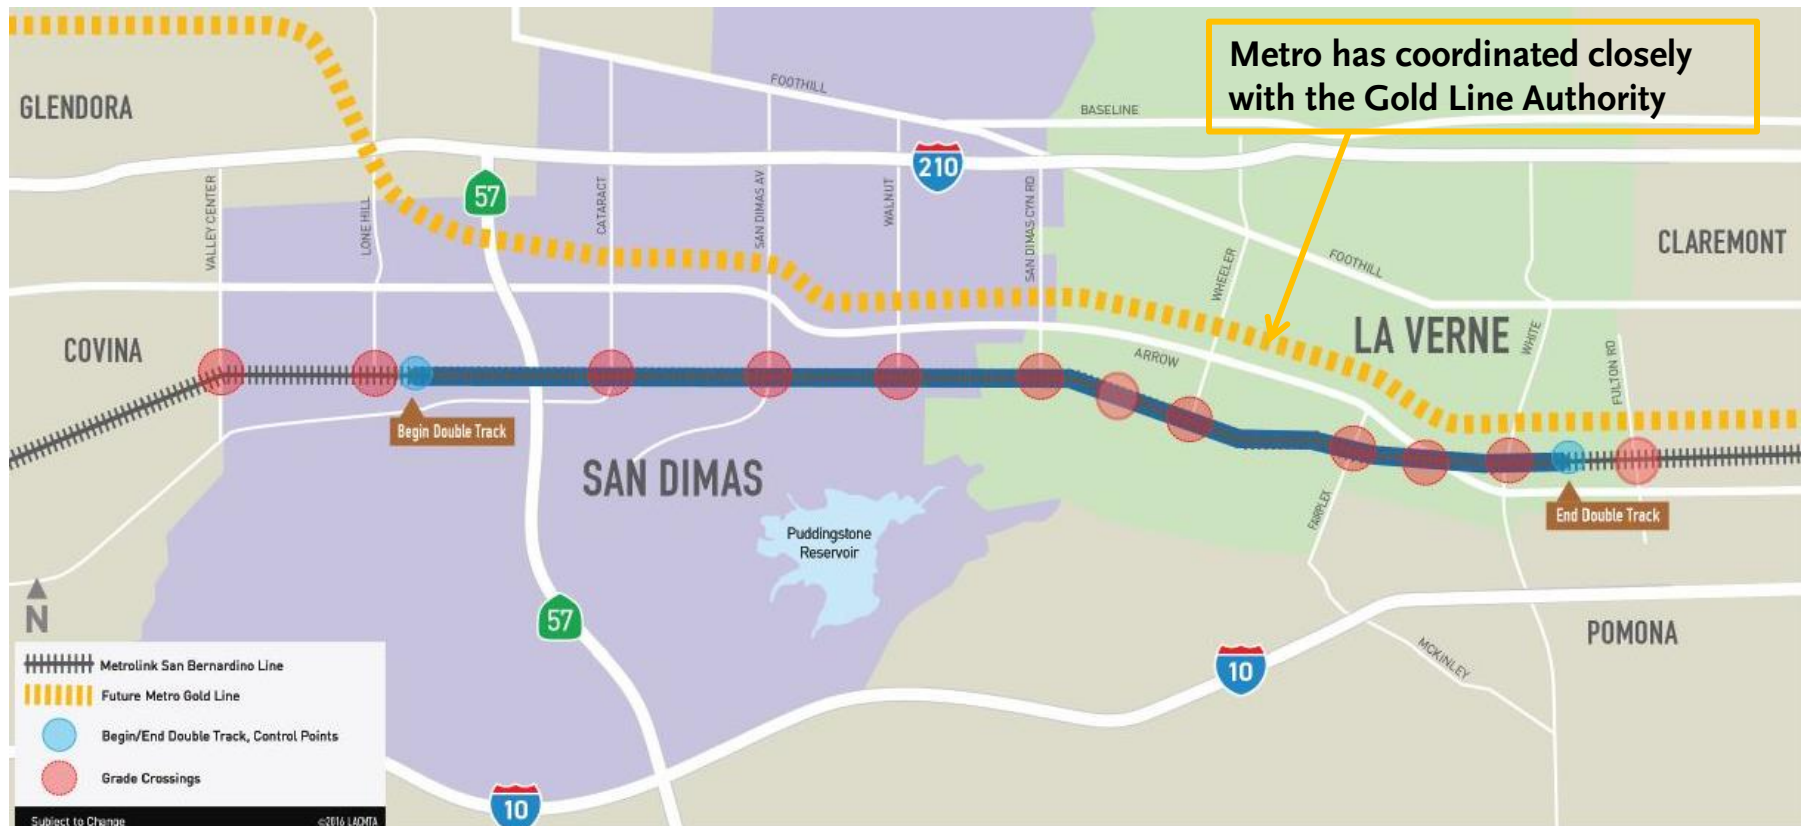 Metro has coordinated closely
with the Gold Line Authority
GLENDORA
FOOTHILL
BASELINE
210
57
VALLEY CENTER
LONE HILL
CATARACT
SAN DIMAS AV
WALNUT
SAN DIMAS CYN RD
WHEELER
FOOTHILL
CLAREMONT
COVINA
ARROW
LA VERNE
WHITE
FULTON RD
Begin Double Track
SAN DIMAS
End Double Track
FAIRPLEX
Puddingstone
Reservoir
N
57
POMONA
MCKINLEY
10
10
Metrolink San Bernardino Line
Future Metro Gold Line
Begin/End Double Track, Control Points
Grade Crossings
Subject to Change
©2016 LACMTA